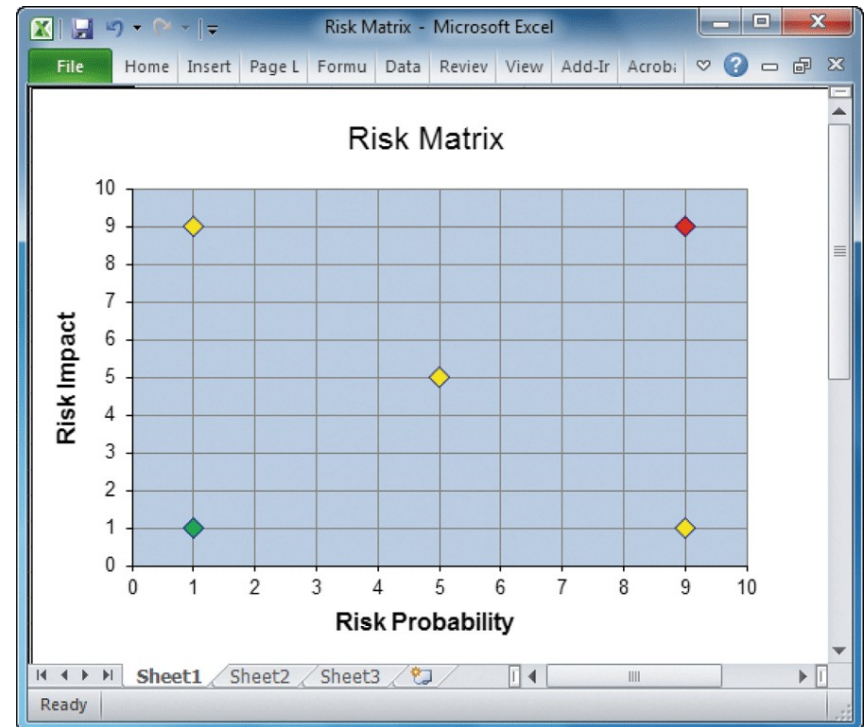 Risk Matrix - Microsoft Excel
File Home Insert Page L Formu Data Reviev View Add-Ir Acroba
Risk Matrix
10
9
8
7
6
5
4
3
2
1
0
Risk Impact
0 1 2 3 4 5 6 7 8 9 10
Risk Probability
Sheet1 Sheet2 Sheet3
Ready